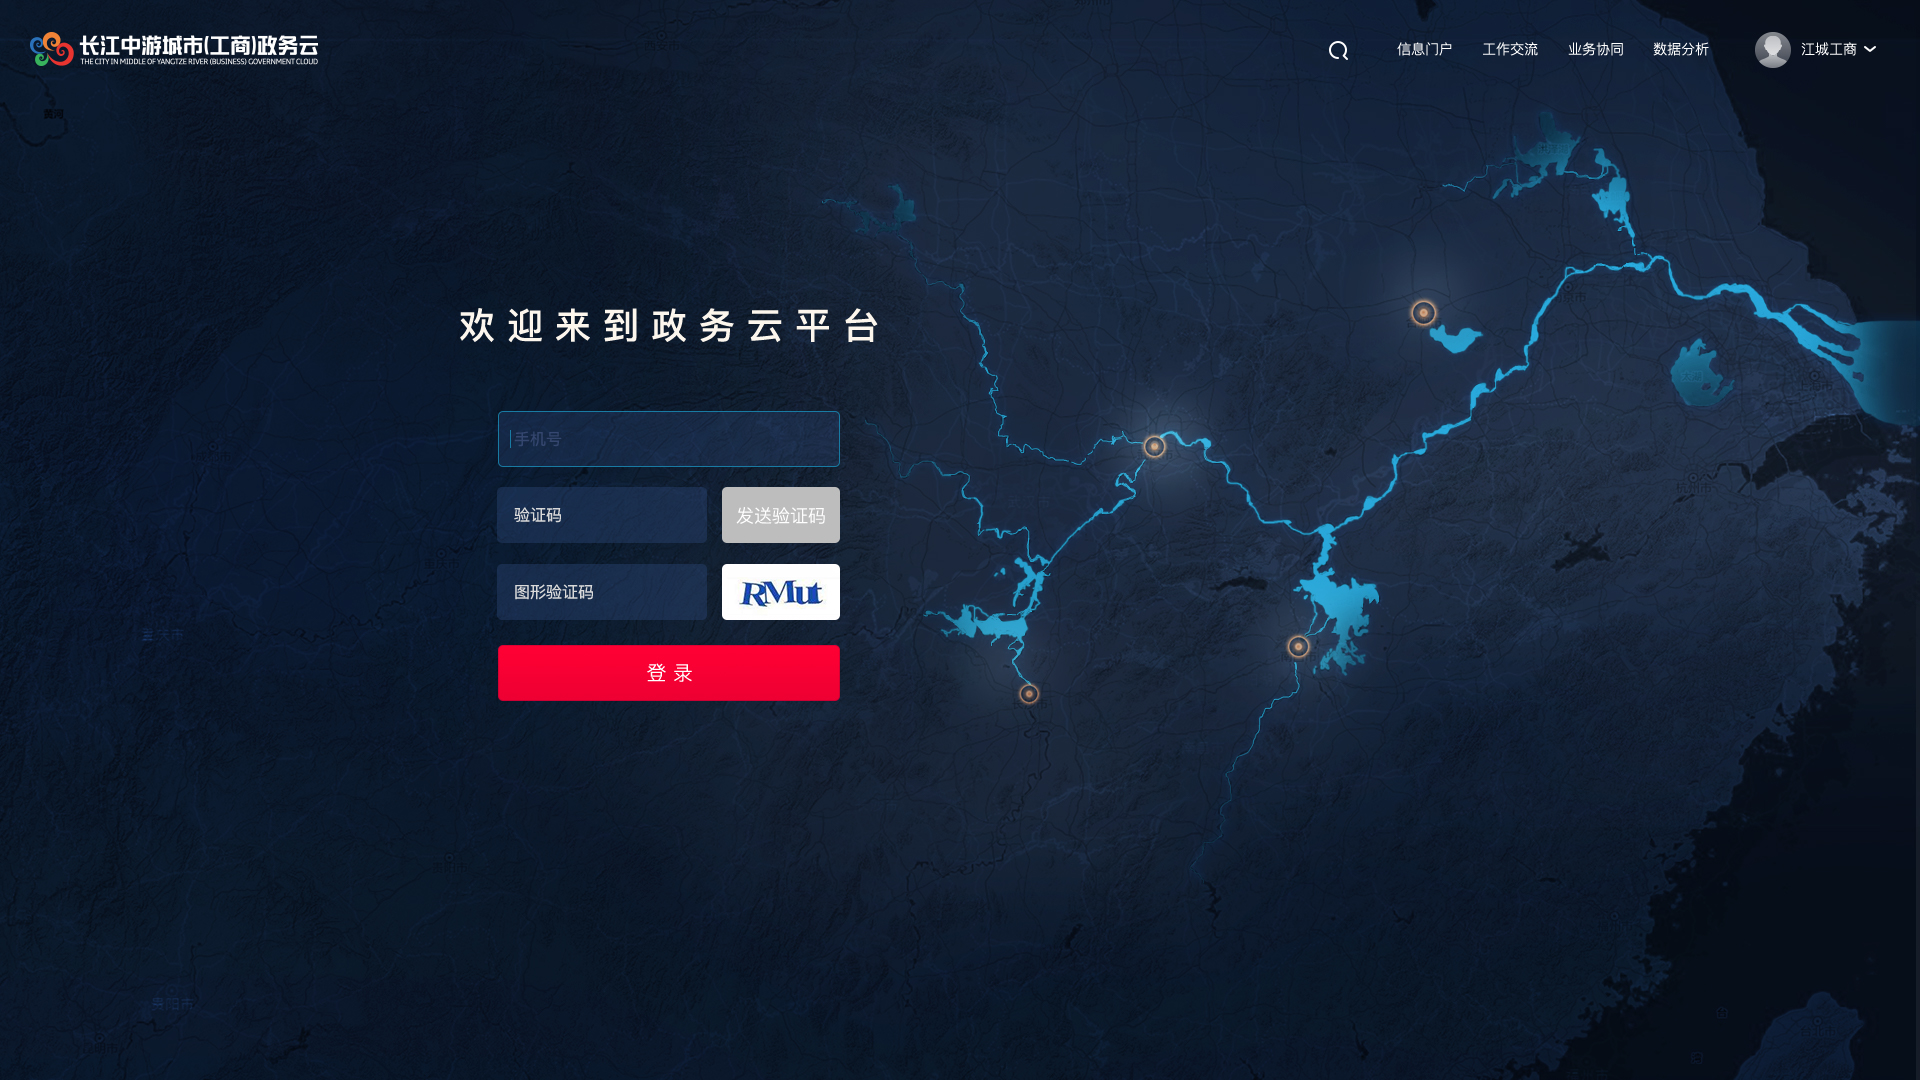 长江中游城市(工商)政务云
THE CITY IN MIDDLE OF YANGTZE RIVER (BUSINESS) GOVERNMENT CLOUD
信息门户
工作交流
业务协同
数据分析
江城工商
欢迎来到政务云平台
手机号
验证码
发送验证码
图形验证码
RMut
登录
贵阳市